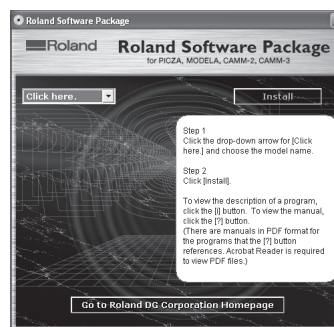 Roland Software Package
Roland
Roland Software Package
for PICZA, MODELA, CAMM-2, CAMM-3
Click here.
Install
Step 1
Click the drop-down arrow for [Click
here.] and choose the model name.
Step 2
Click [Install].
To view the description of a program,
click the [i] button. To view the manual,
click the [?] button.
(There are manuals in PDF format for
the programs that the [?] button
references. Acrobat Reader is required
to view PDF files.)
Go to Roland DG Corporation Homepage